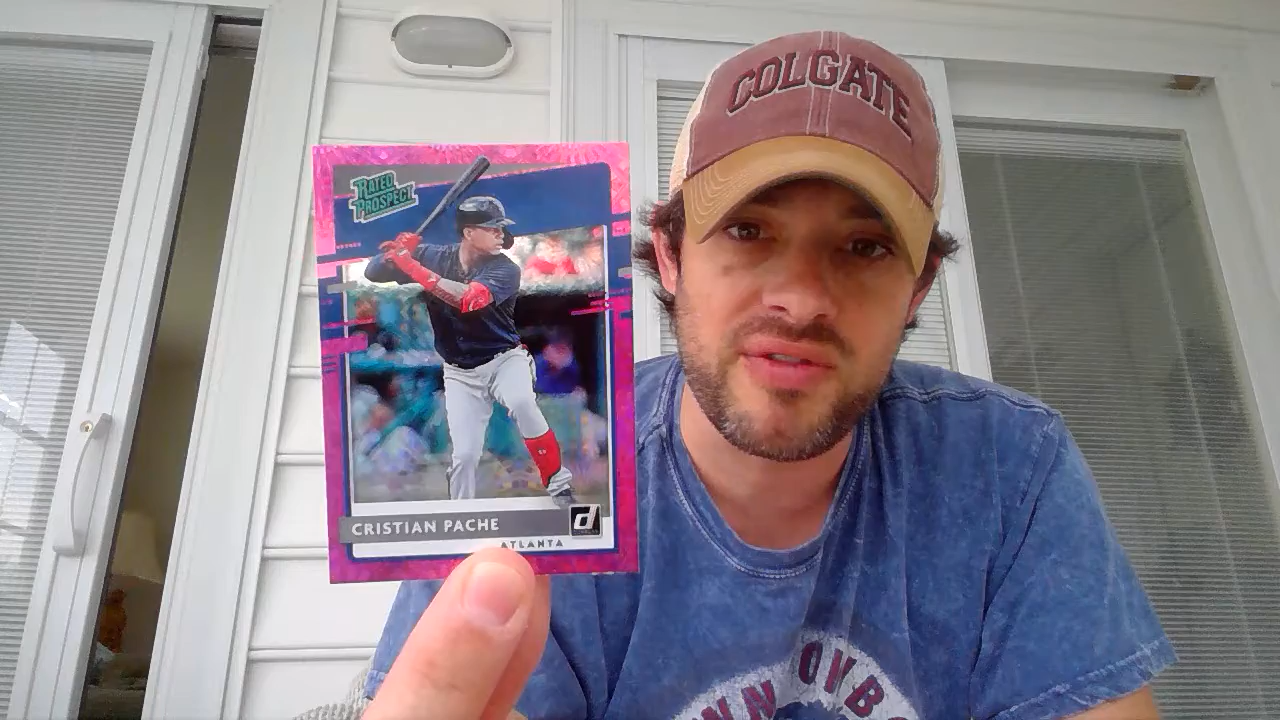 COLGATE
RATED
PROSPECT
CRISTIAN PACHE
d
ATLANTA